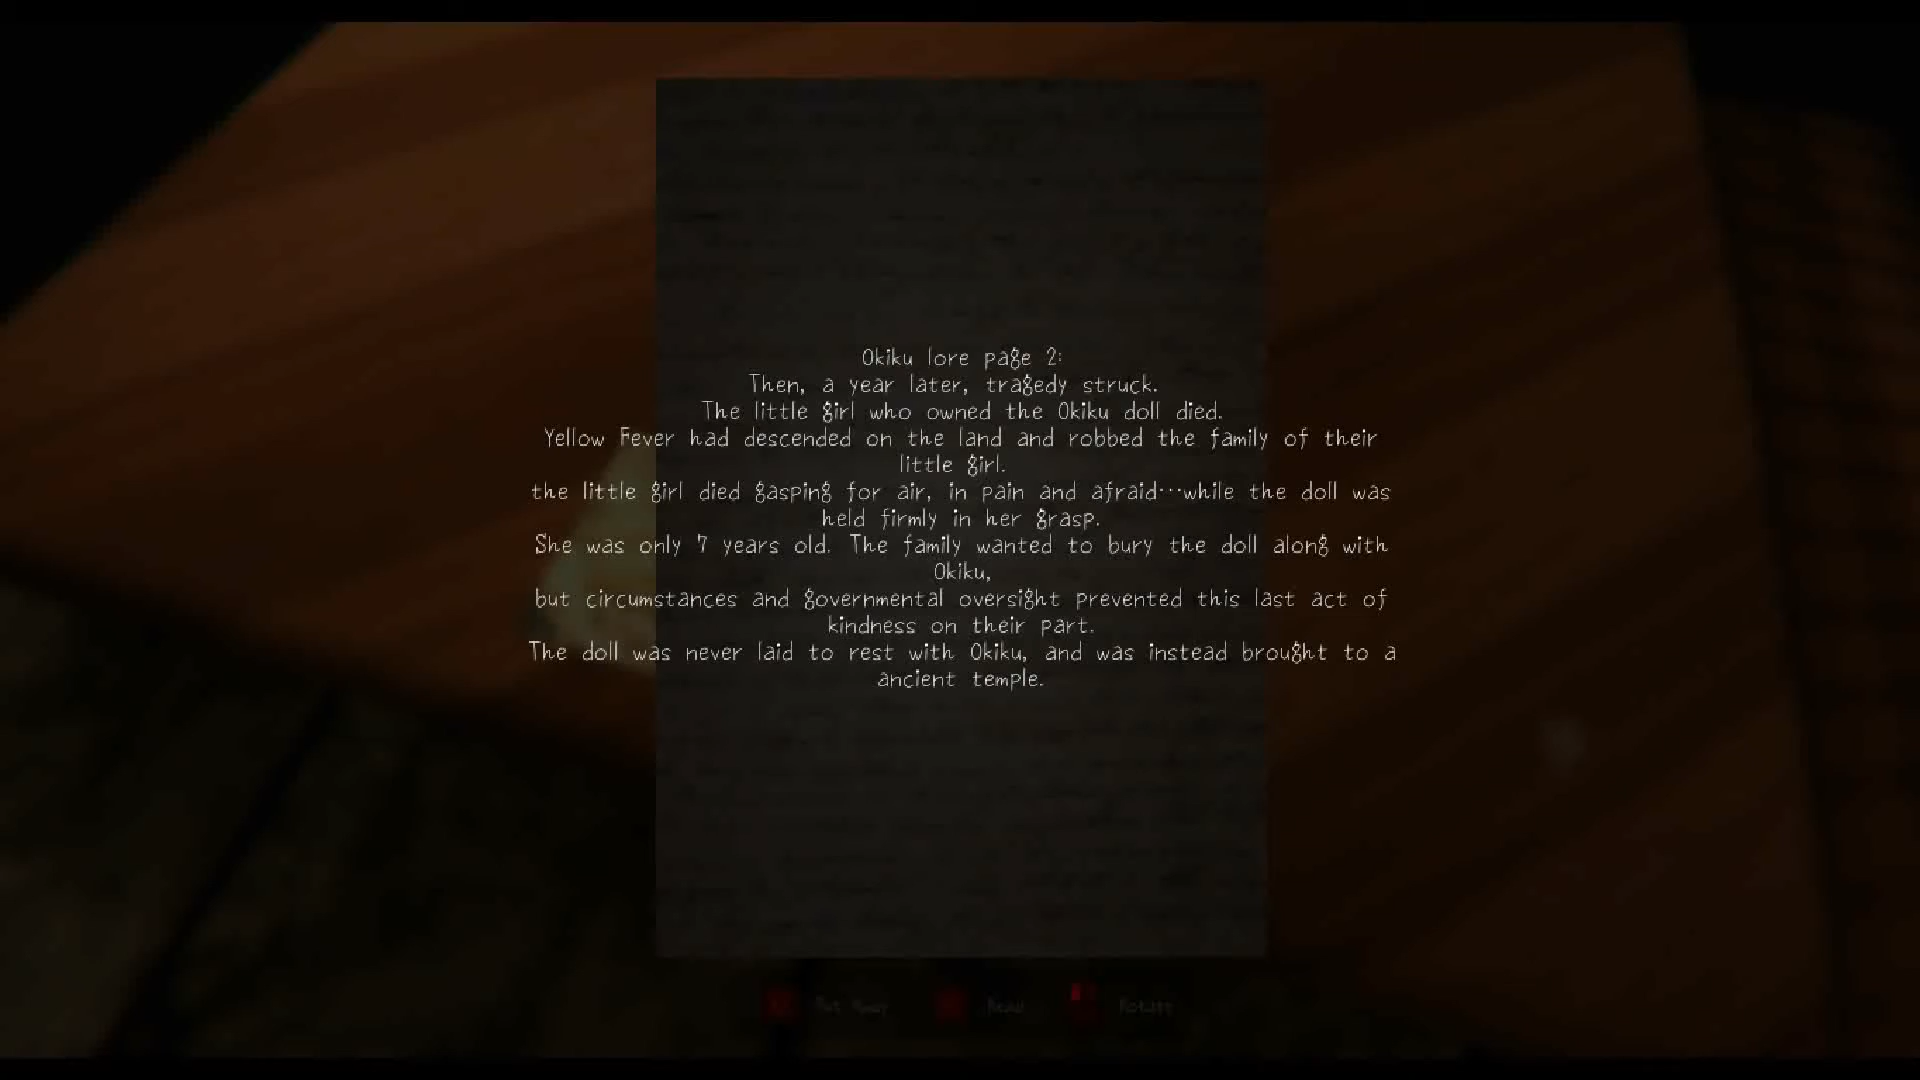 Okiku lore page 2:
Then, a year later, tragedy struck.
The little girl who owned the Okiku doll died.
Yellow Fever had descended on the land and robbed the family of their
little girl.
the little girl died gasping for air, in pain and afraid…while the doll was
held firmly in her grasp.
She was only 7 years old. The family wanted to bury the doll along with
Okiku,
but circumstances and governmental oversight prevented this last act of
kindness on their part.
The doll was never laid to rest with Okiku, and was instead brought to a
ancient temple.
Put Away Read Rotate